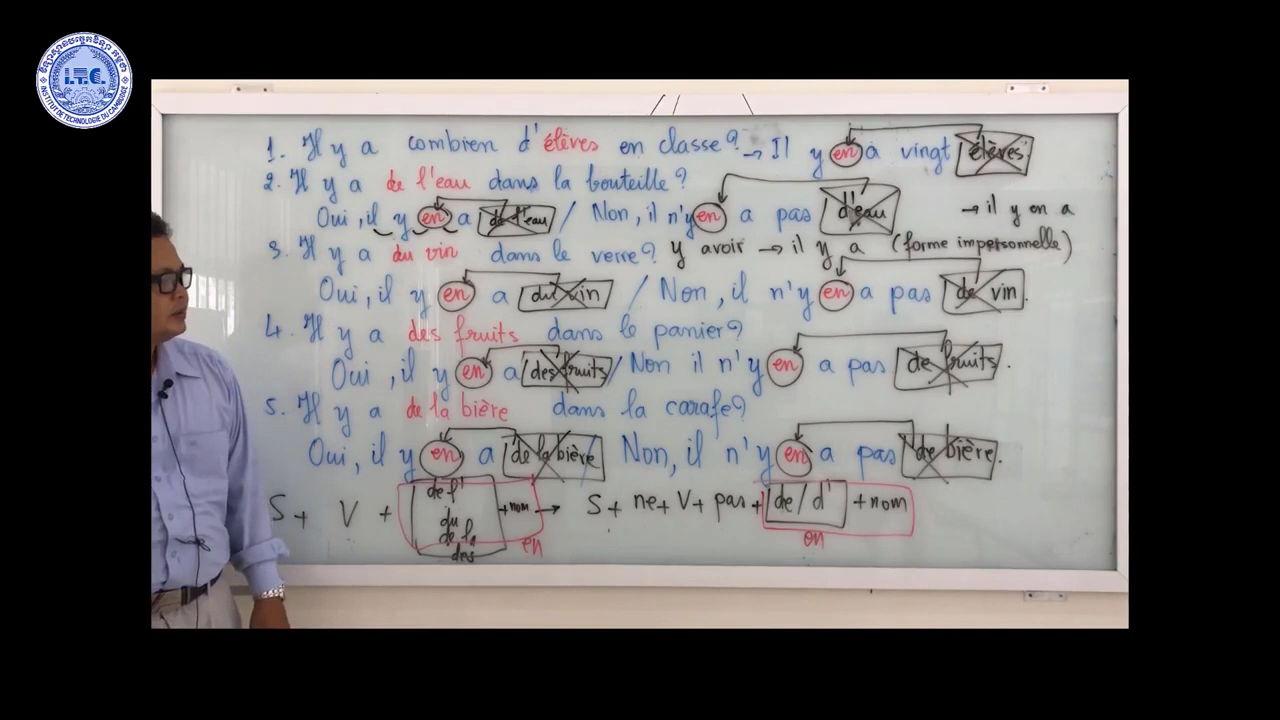 I.T.C.
INSTITUT DE TECHNOLOGIE DU CAMBODGE
1. Il y a combien d'élèves en classe? → Il y en a vingt élèves
2. Il y a de l'eau dans la bouteille?
Oui, il y en a de l'eau / Non, il n'y en a pas d'eau → il y en a
3. Il y a du vin dans le verre? y avoir → il y a (forme impersonnelle)
Oui, il y en a du vin / Non, il n'y en a pas de vin.
4. Il y a des fruits dans le panier?
Oui, il y en a des fruits / Non il n'y en a pas de fruits.
5. Il y a de la bière dans la carafe?
Oui, il y en a de la bière / Non, il n'y en a pas de bière.
S + V + de l' du de la des + nom → S + ne + V + pas + de / d' + nom
en en